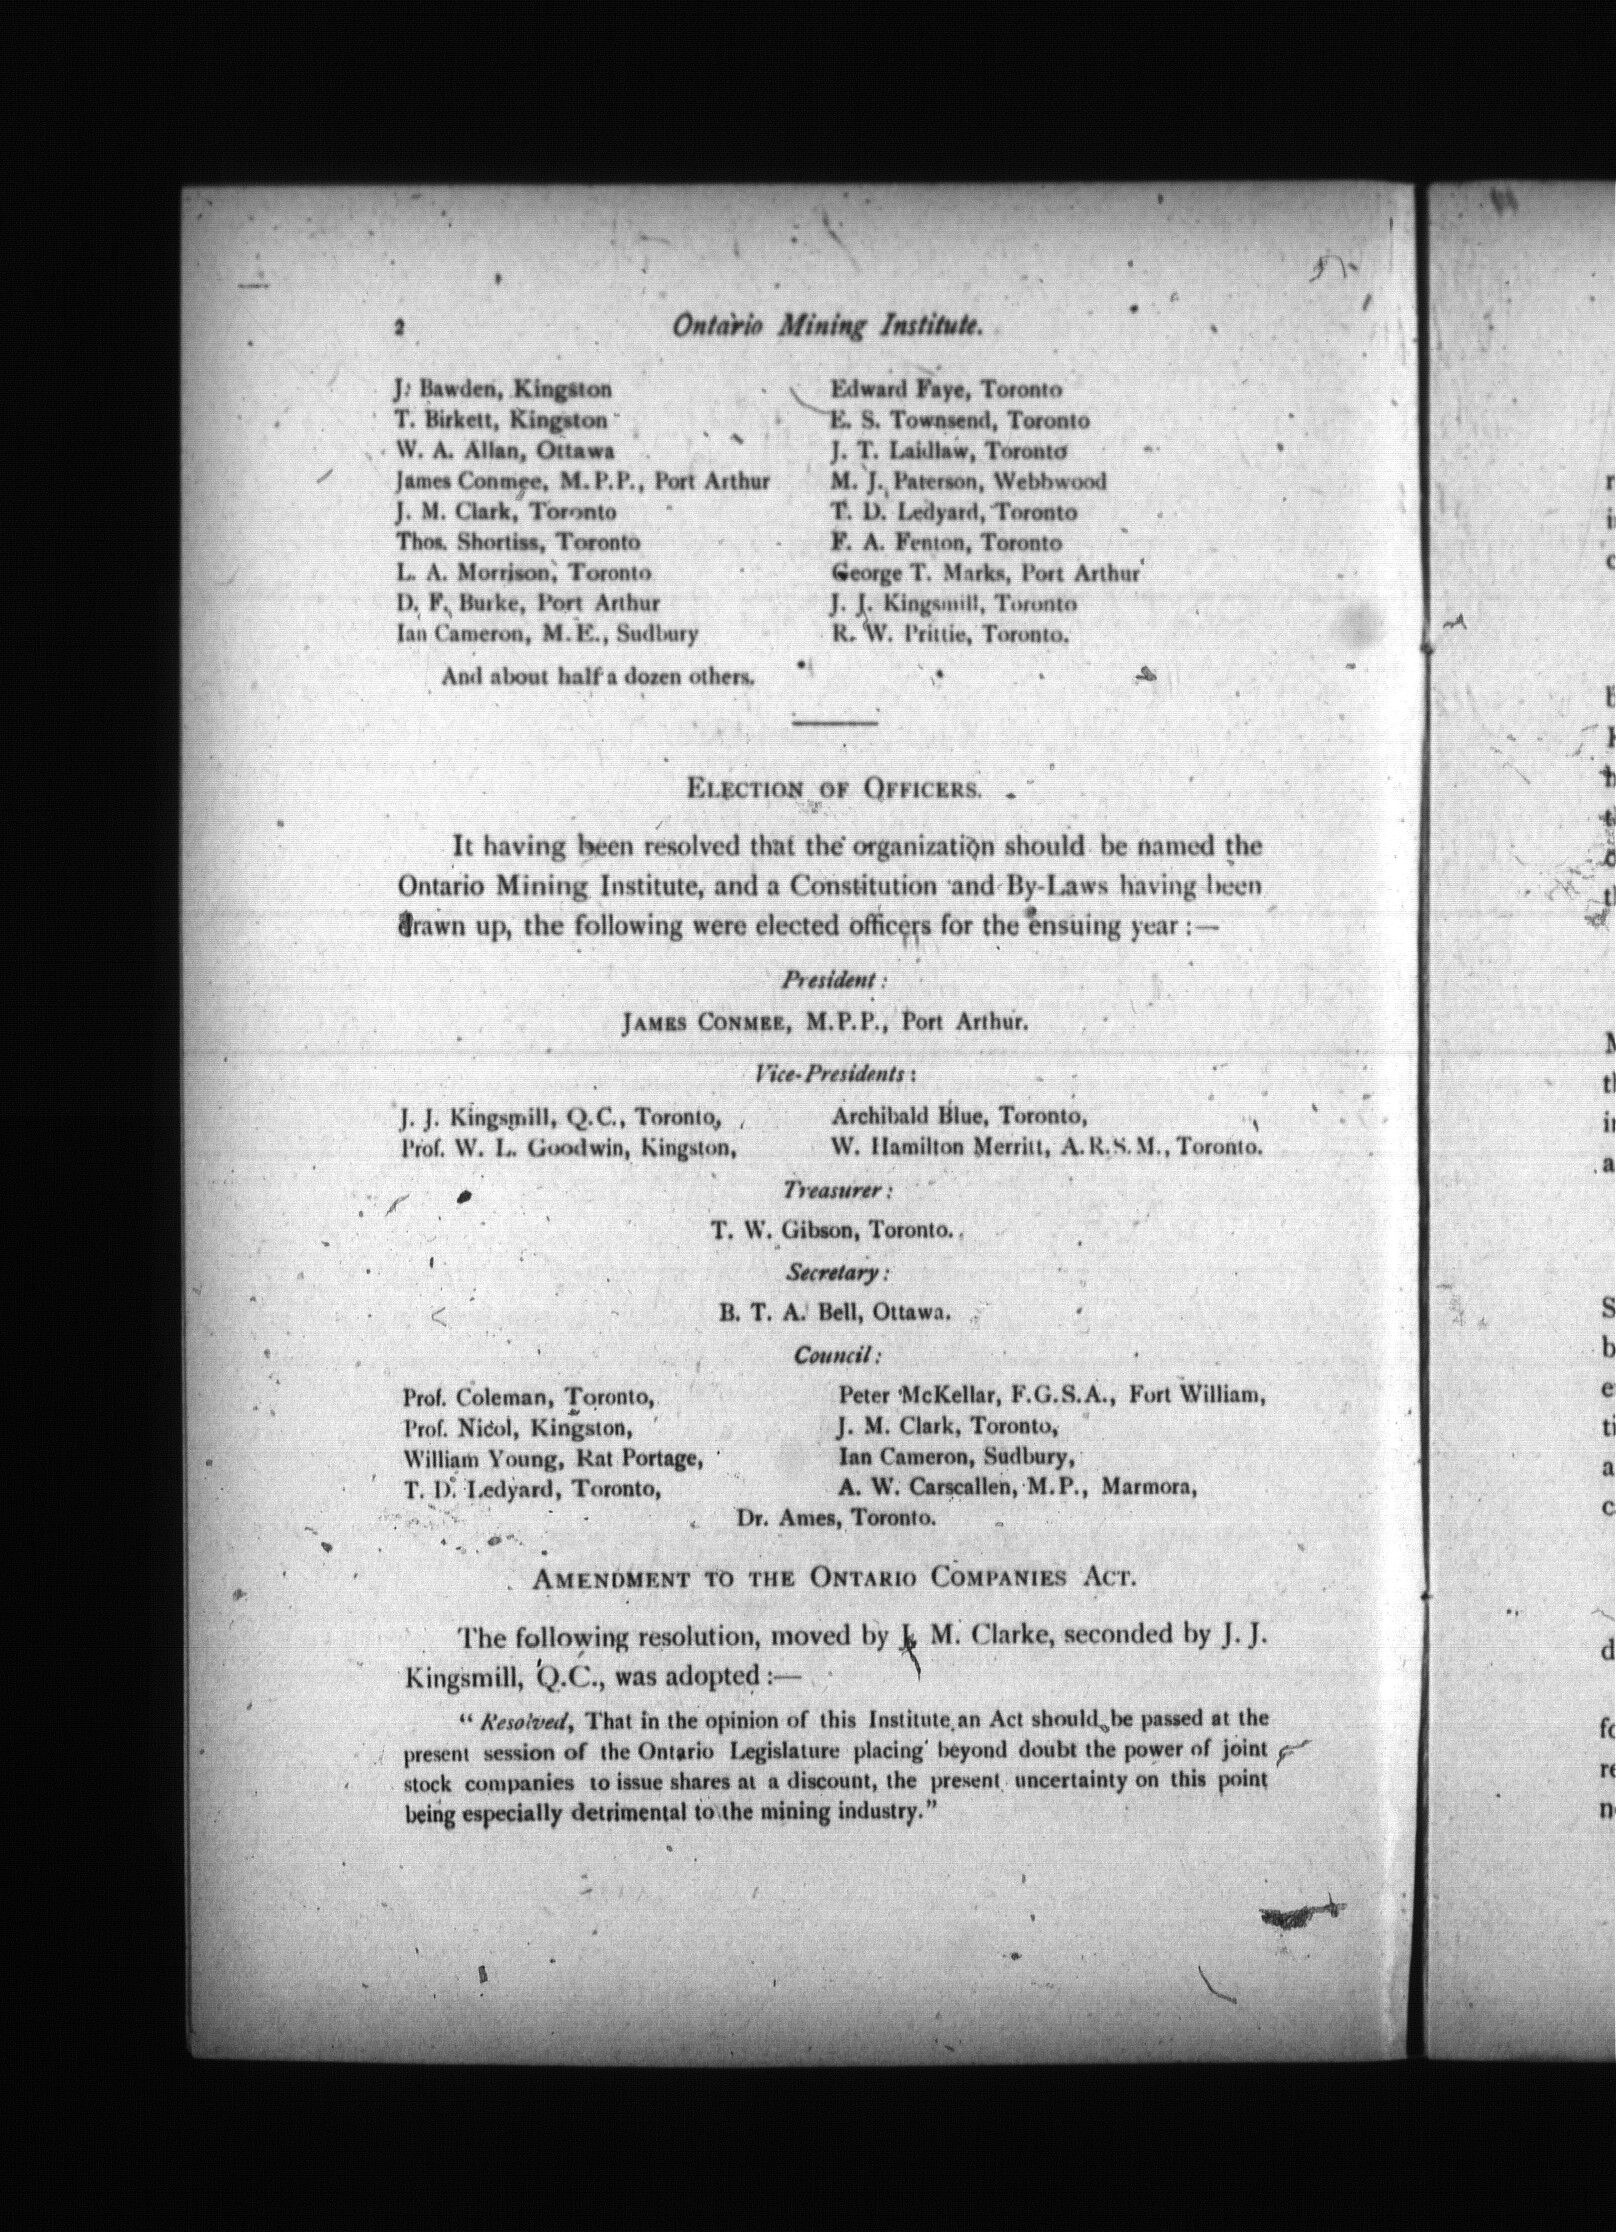 2 Ontario Mining Institute.
J. Bawden, Kingston
T. Birkett, Kingston
W. A. Allan, Ottawa
James Conmee, M.P.P., Port Arthur
J. M. Clark, Toronto
Thos. Shortiss, Toronto
L. A. Morrison, Toronto
D. F. Burke, Port Arthur
Ian Cameron, M.E., Sudbury
Edward Faye, Toronto
E. S. Townsend, Toronto
J. T. Laidlaw, Toronto
M. J. Paterson, Webbwood
T. D. Ledyard, Toronto
F. A. Fenton, Toronto
George T. Marks, Port Arthur
J. J. Kingsmill, Toronto
R. W. Prittie, Toronto.
And about half a dozen others.
ELECTION OF OFFICERS.
It having been resolved that the organization should be named the
Ontario Mining Institute, and a Constitution and By-Laws having been
drawn up, the following were elected officers for the ensuing year :—
President :
JAMES CONMEE, M.P.P., Port Arthur.
Vice-Presidents :
J. J. Kingsmill, Q.C., Toronto,
Prof. W. L. Goodwin, Kingston,
Archibald Blue, Toronto,
W. Hamilton Merritt, A.R.S.M., Toronto.
Treasurer :
T. W. Gibson, Toronto.
Secretary :
B. T. A. Bell, Ottawa.
Council :
Prof. Coleman, Toronto,
Prof. Nicol, Kingston,
William Young, Rat Portage,
T. D. Ledyard, Toronto,
Peter McKellar, F.G.S.A., Fort William,
J. M. Clark, Toronto,
Ian Cameron, Sudbury,
A. W. Carscallen, M.P., Marmora,
Dr. Ames, Toronto.
AMENDMENT TO THE ONTARIO COMPANIES ACT.
The following resolution, moved by J. M. Clarke, seconded by J. J.
Kingsmill, Q.C., was adopted :—
“ Resolved, That in the opinion of this Institute an Act should be passed at the
present session of the Ontario Legislature placing beyond doubt the power of joint
stock companies to issue shares at a discount, the present uncertainty on this point
being especially detrimental to the mining industry.”